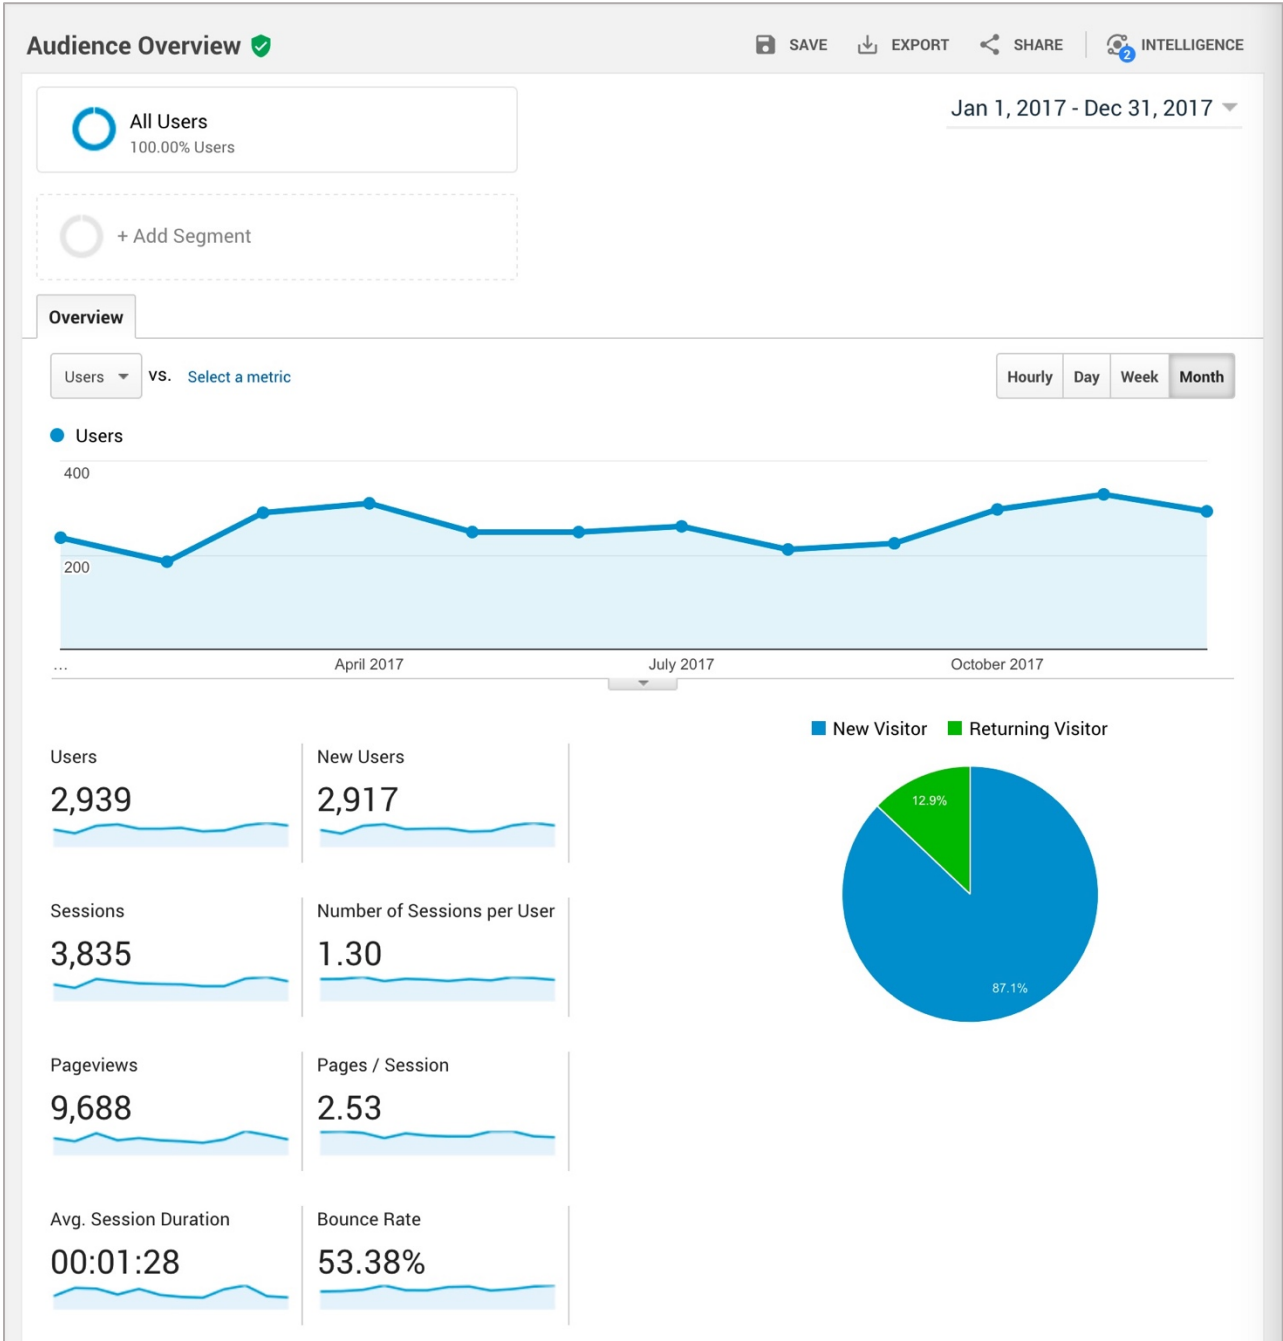 Audience Overview
SAVE
EXPORT
SHARE
2
INTELLIGENCE
All Users
100.00% Users
Jan 1, 2017 - Dec 31, 2017
+ Add Segment
Overview
Users
VS.
Select a metric
Hourly
Day
Week
Month
Users
400
200
...
April 2017
July 2017
October 2017
New Visitor
Returning Visitor
12.9%
87.1%
Users
2,939
New Users
2,917
Sessions
3,835
Number of Sessions per User
1.30
Pageviews
9,688
Pages / Session
2.53
Avg. Session Duration
00:01:28
Bounce Rate
53.38%